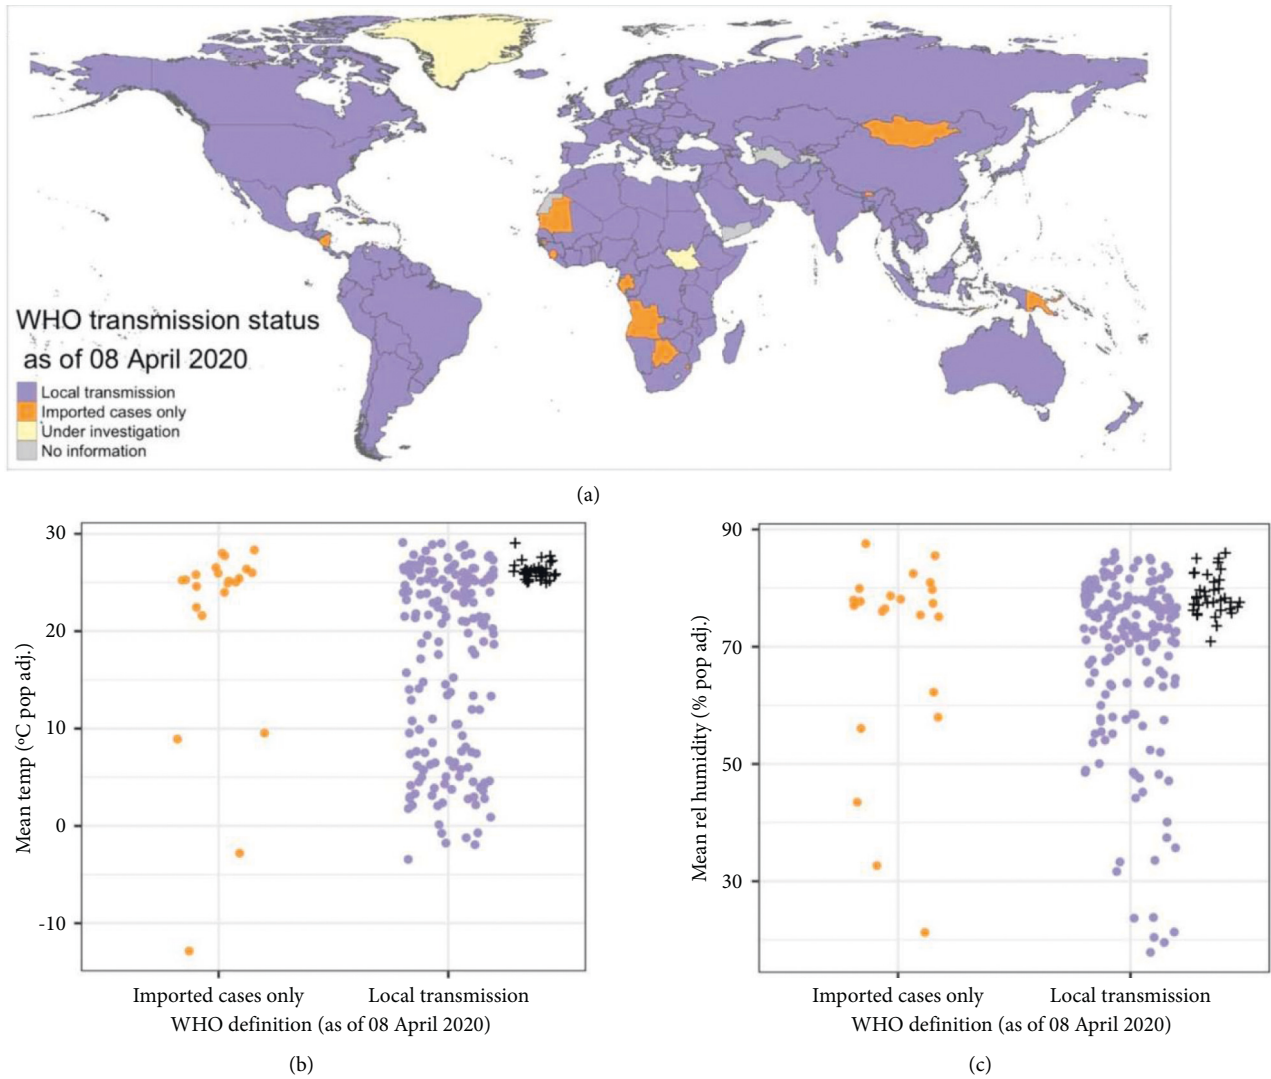 WHO transmission status
as of 08 April 2020
Local transmission
Imported cases only
Under investigation
No information
(a)
30
20
10
0
-10
Mean temp (°C pop adj.)
Imported cases only
Local transmission
WHO definition (as of 08 April 2020)
(b)
90
70
50
30
Mean rel humidity (% pop adj.)
Imported cases only
Local transmission
WHO definition (as of 08 April 2020)
(c)